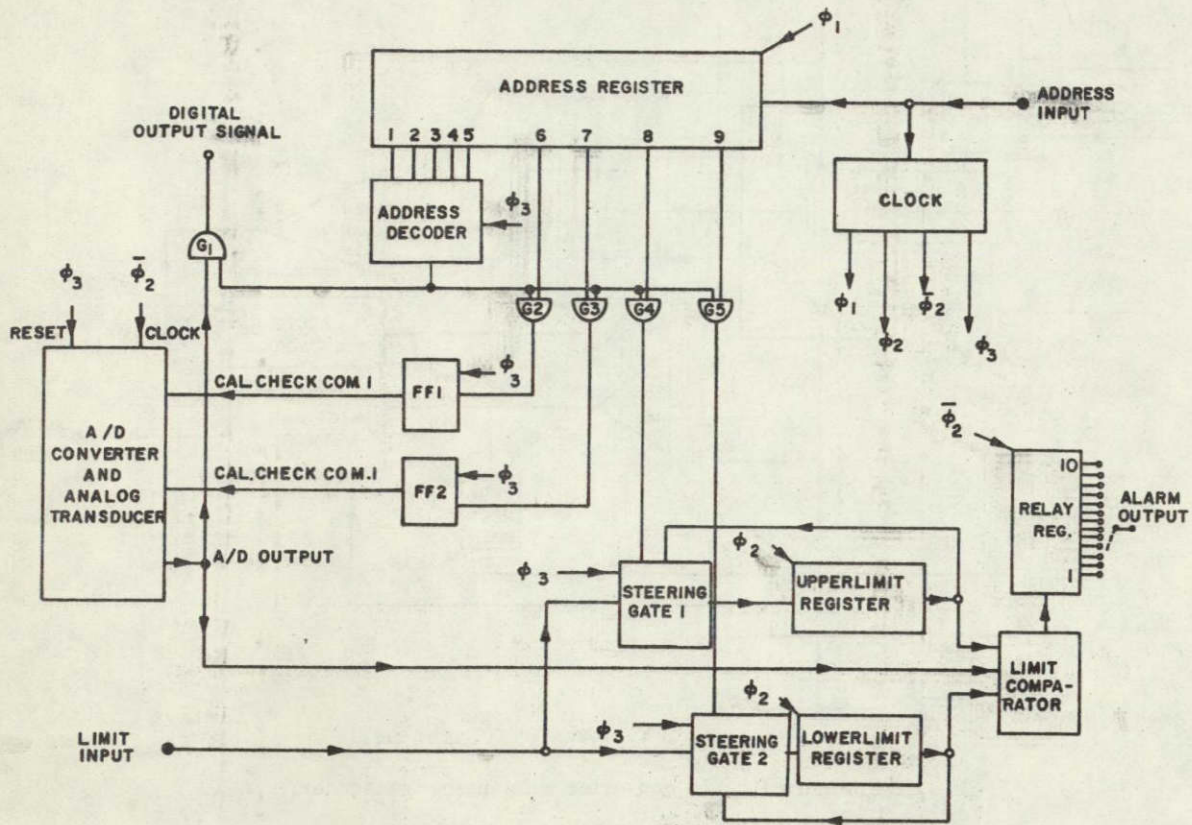 ϕ1
ADDRESS REGISTER
ADDRESS
INPUT
DIGITAL
OUTPUT SIGNAL
1 2 3 4 5 6 7 8 9
CLOCK
ADDRESS
DECODER
ϕ3
G1
ϕ3
ϕ̅2
G2
G3
G4
G5
ϕ1
ϕ2
ϕ̅2
ϕ3
RESET
CLOCK
CAL.CHECK COM.1
FF1
ϕ3
A/D
CONVERTER
AND
ANALOG
TRANSDUCER
CAL.CHECK COM.1
FF2
ϕ3
ϕ̅2
10
RELAY
REG.
1
ALARM
OUTPUT
A/D OUTPUT
ϕ3
STEERING
GATE 1
ϕ2
UPPERLIMIT
REGISTER
LIMIT
COMPA-
RATOR
LIMIT
INPUT
ϕ3
STEERING
GATE 2
ϕ2
LOWERLIMIT
REGISTER